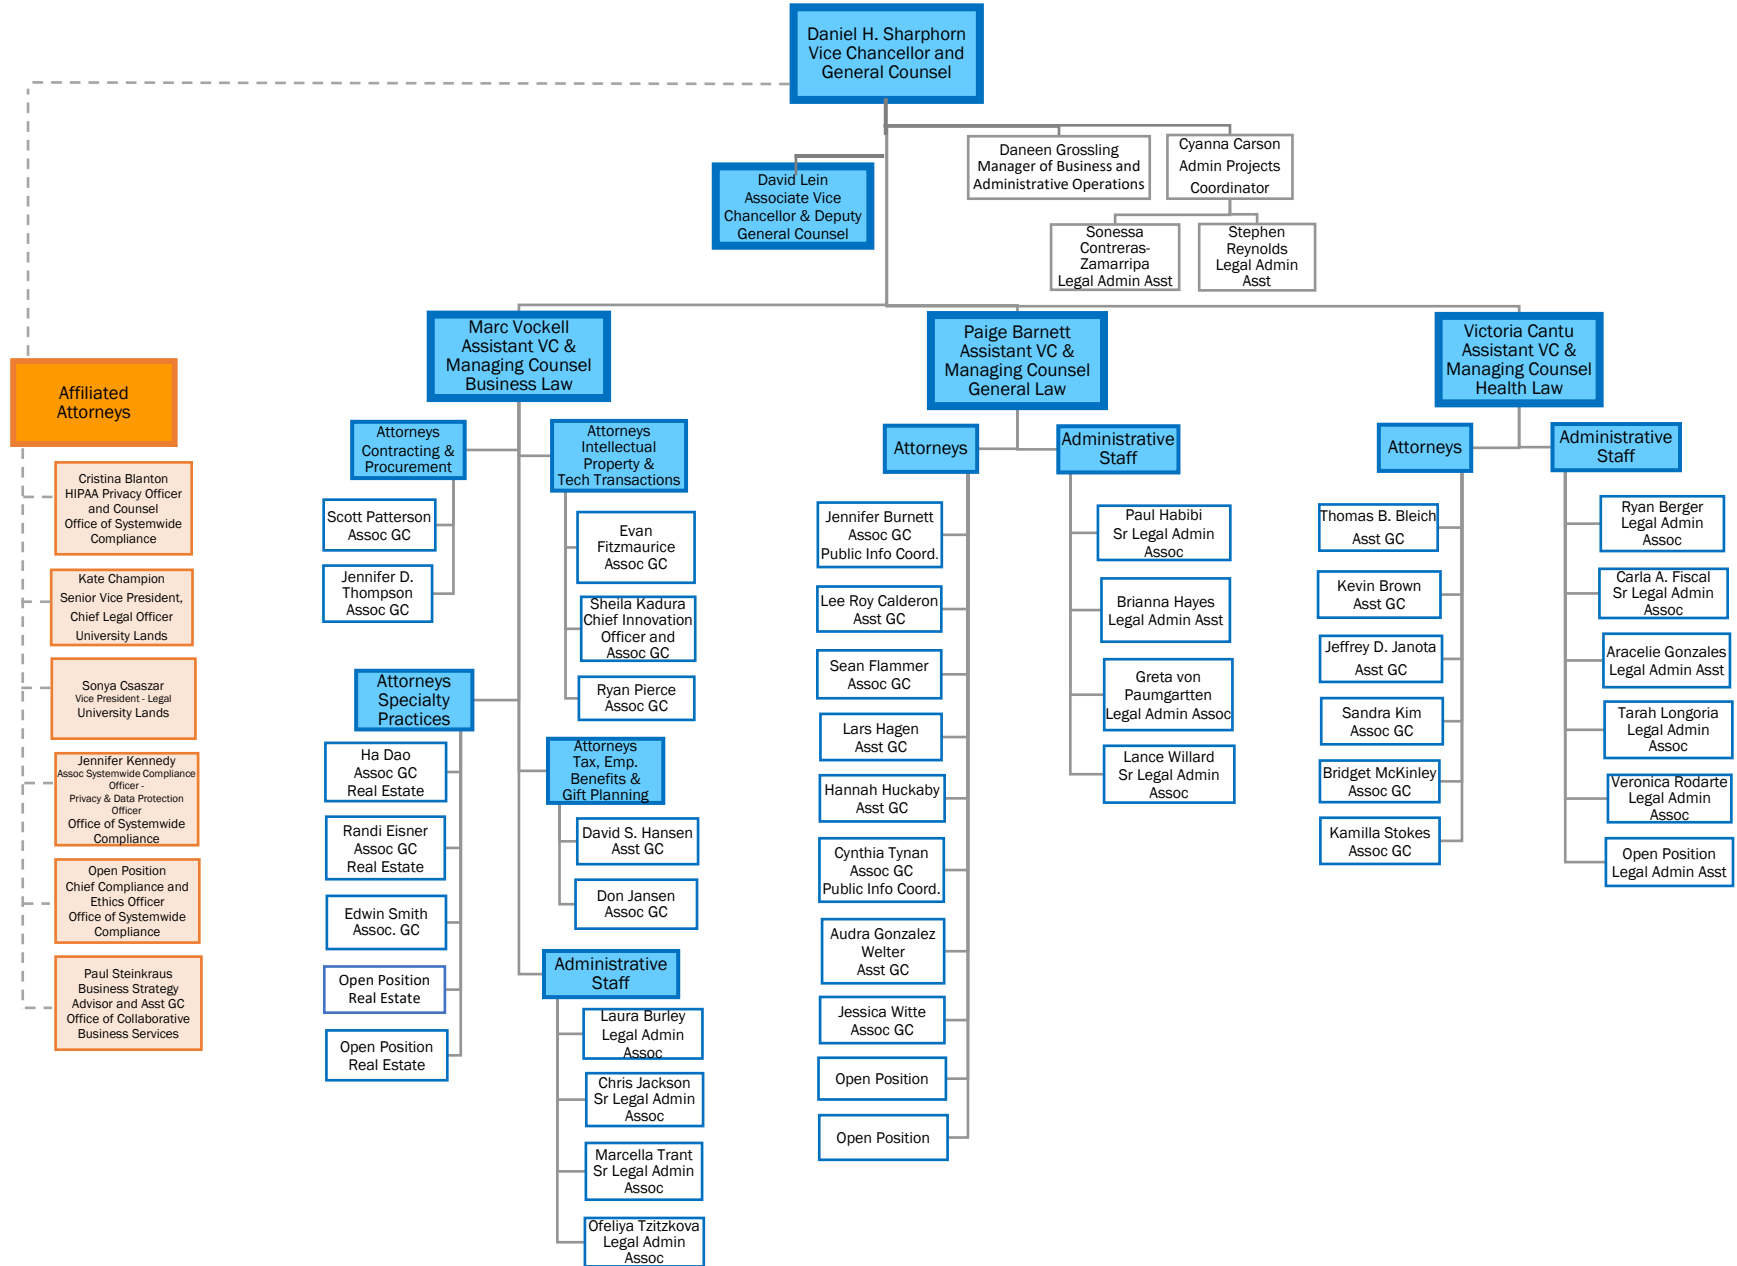 Daniel H. Sharphorn
Vice Chancellor and
General Counsel
Daneen Grossling
Manager of Business and
Administrative Operations
Cyanna Carson
Admin Projects
Coordinator
David Lein
Associate Vice
Chancellor & Deputy
General Counsel
Sonessa
Contreras-
Zamarripa
Legal Admin Asst
Stephen
Reynolds
Legal Admin
Asst
Affiliated
Attorneys
Cristina Blanton
HIPAA Privacy Officer
and Counsel
Office of Systemwide
Compliance
Kate Champion
Senior Vice President,
Chief Legal Officer
University Lands
Sonya Csaszar
Vice President - Legal
University Lands
Jennifer Kennedy
Assoc Systemwide Compliance
Officer -
Privacy & Data Protection
Officer
Office of Systemwide
Compliance
Open Position
Chief Compliance and
Ethics Officer
Office of Systemwide
Compliance
Paul Steinkraus
Business Strategy
Advisor and Asst GC
Office of Collaborative
Business Services
Marc Vockell
Assistant VC &
Managing Counsel
Business Law
Attorneys
Contracting &
Procurement
Scott Patterson
Assoc GC
Jennifer D.
Thompson
Assoc GC
Attorneys
Specialty
Practices
Ha Dao
Assoc GC
Real Estate
Randi Eisner
Assoc GC
Real Estate
Edwin Smith
Assoc. GC
Open Position
Real Estate
Open Position
Real Estate
Attorneys
Intellectual
Property &
Tech Transactions
Evan
Fitzmaurice
Assoc GC
Sheila Kadura
Chief Innovation
Officer and
Assoc GC
Ryan Pierce
Assoc GC
Attorneys
Tax, Emp.
Benefits &
Gift Planning
David S. Hansen
Asst GC
Don Jansen
Assoc GC
Administrative
Staff
Laura Burley
Legal Admin
Assoc
Chris Jackson
Sr Legal Admin
Assoc
Marcella Trant
Sr Legal Admin
Assoc
Ofeliya Tzitzkova
Legal Admin
Assoc
Paige Barnett
Assistant VC &
Managing Counsel
General Law
Attorneys
Jennifer Burnett
Assoc GC
Public Info Coord.
Lee Roy Calderon
Asst GC
Sean Flammer
Assoc GC
Lars Hagen
Asst GC
Hannah Huckaby
Asst GC
Cynthia Tynan
Assoc GC
Public Info Coord.
Audra Gonzalez
Welter
Asst GC
Jessica Witte
Assoc GC
Open Position
Open Position
Administrative
Staff
Paul Habibi
Sr Legal Admin
Assoc
Brianna Hayes
Legal Admin Asst
Greta von
Paumgartten
Legal Admin Assoc
Lance Willard
Sr Legal Admin
Assoc
Victoria Cantu
Assistant VC &
Managing Counsel
Health Law
Attorneys
Thomas B. Bleich
Asst GC
Kevin Brown
Asst GC
Jeffrey D. Janota
Asst GC
Sandra Kim
Assoc GC
Bridget McKinley
Assoc GC
Kamilla Stokes
Assoc GC
Administrative
Staff
Ryan Berger
Legal Admin
Assoc
Carla A. Fiscal
Sr Legal Admin
Assoc
Aracelie Gonzales
Legal Admin Asst
Tarah Longoria
Legal Admin
Assoc
Veronica Rodarte
Legal Admin
Assoc
Open Position
Legal Admin Asst